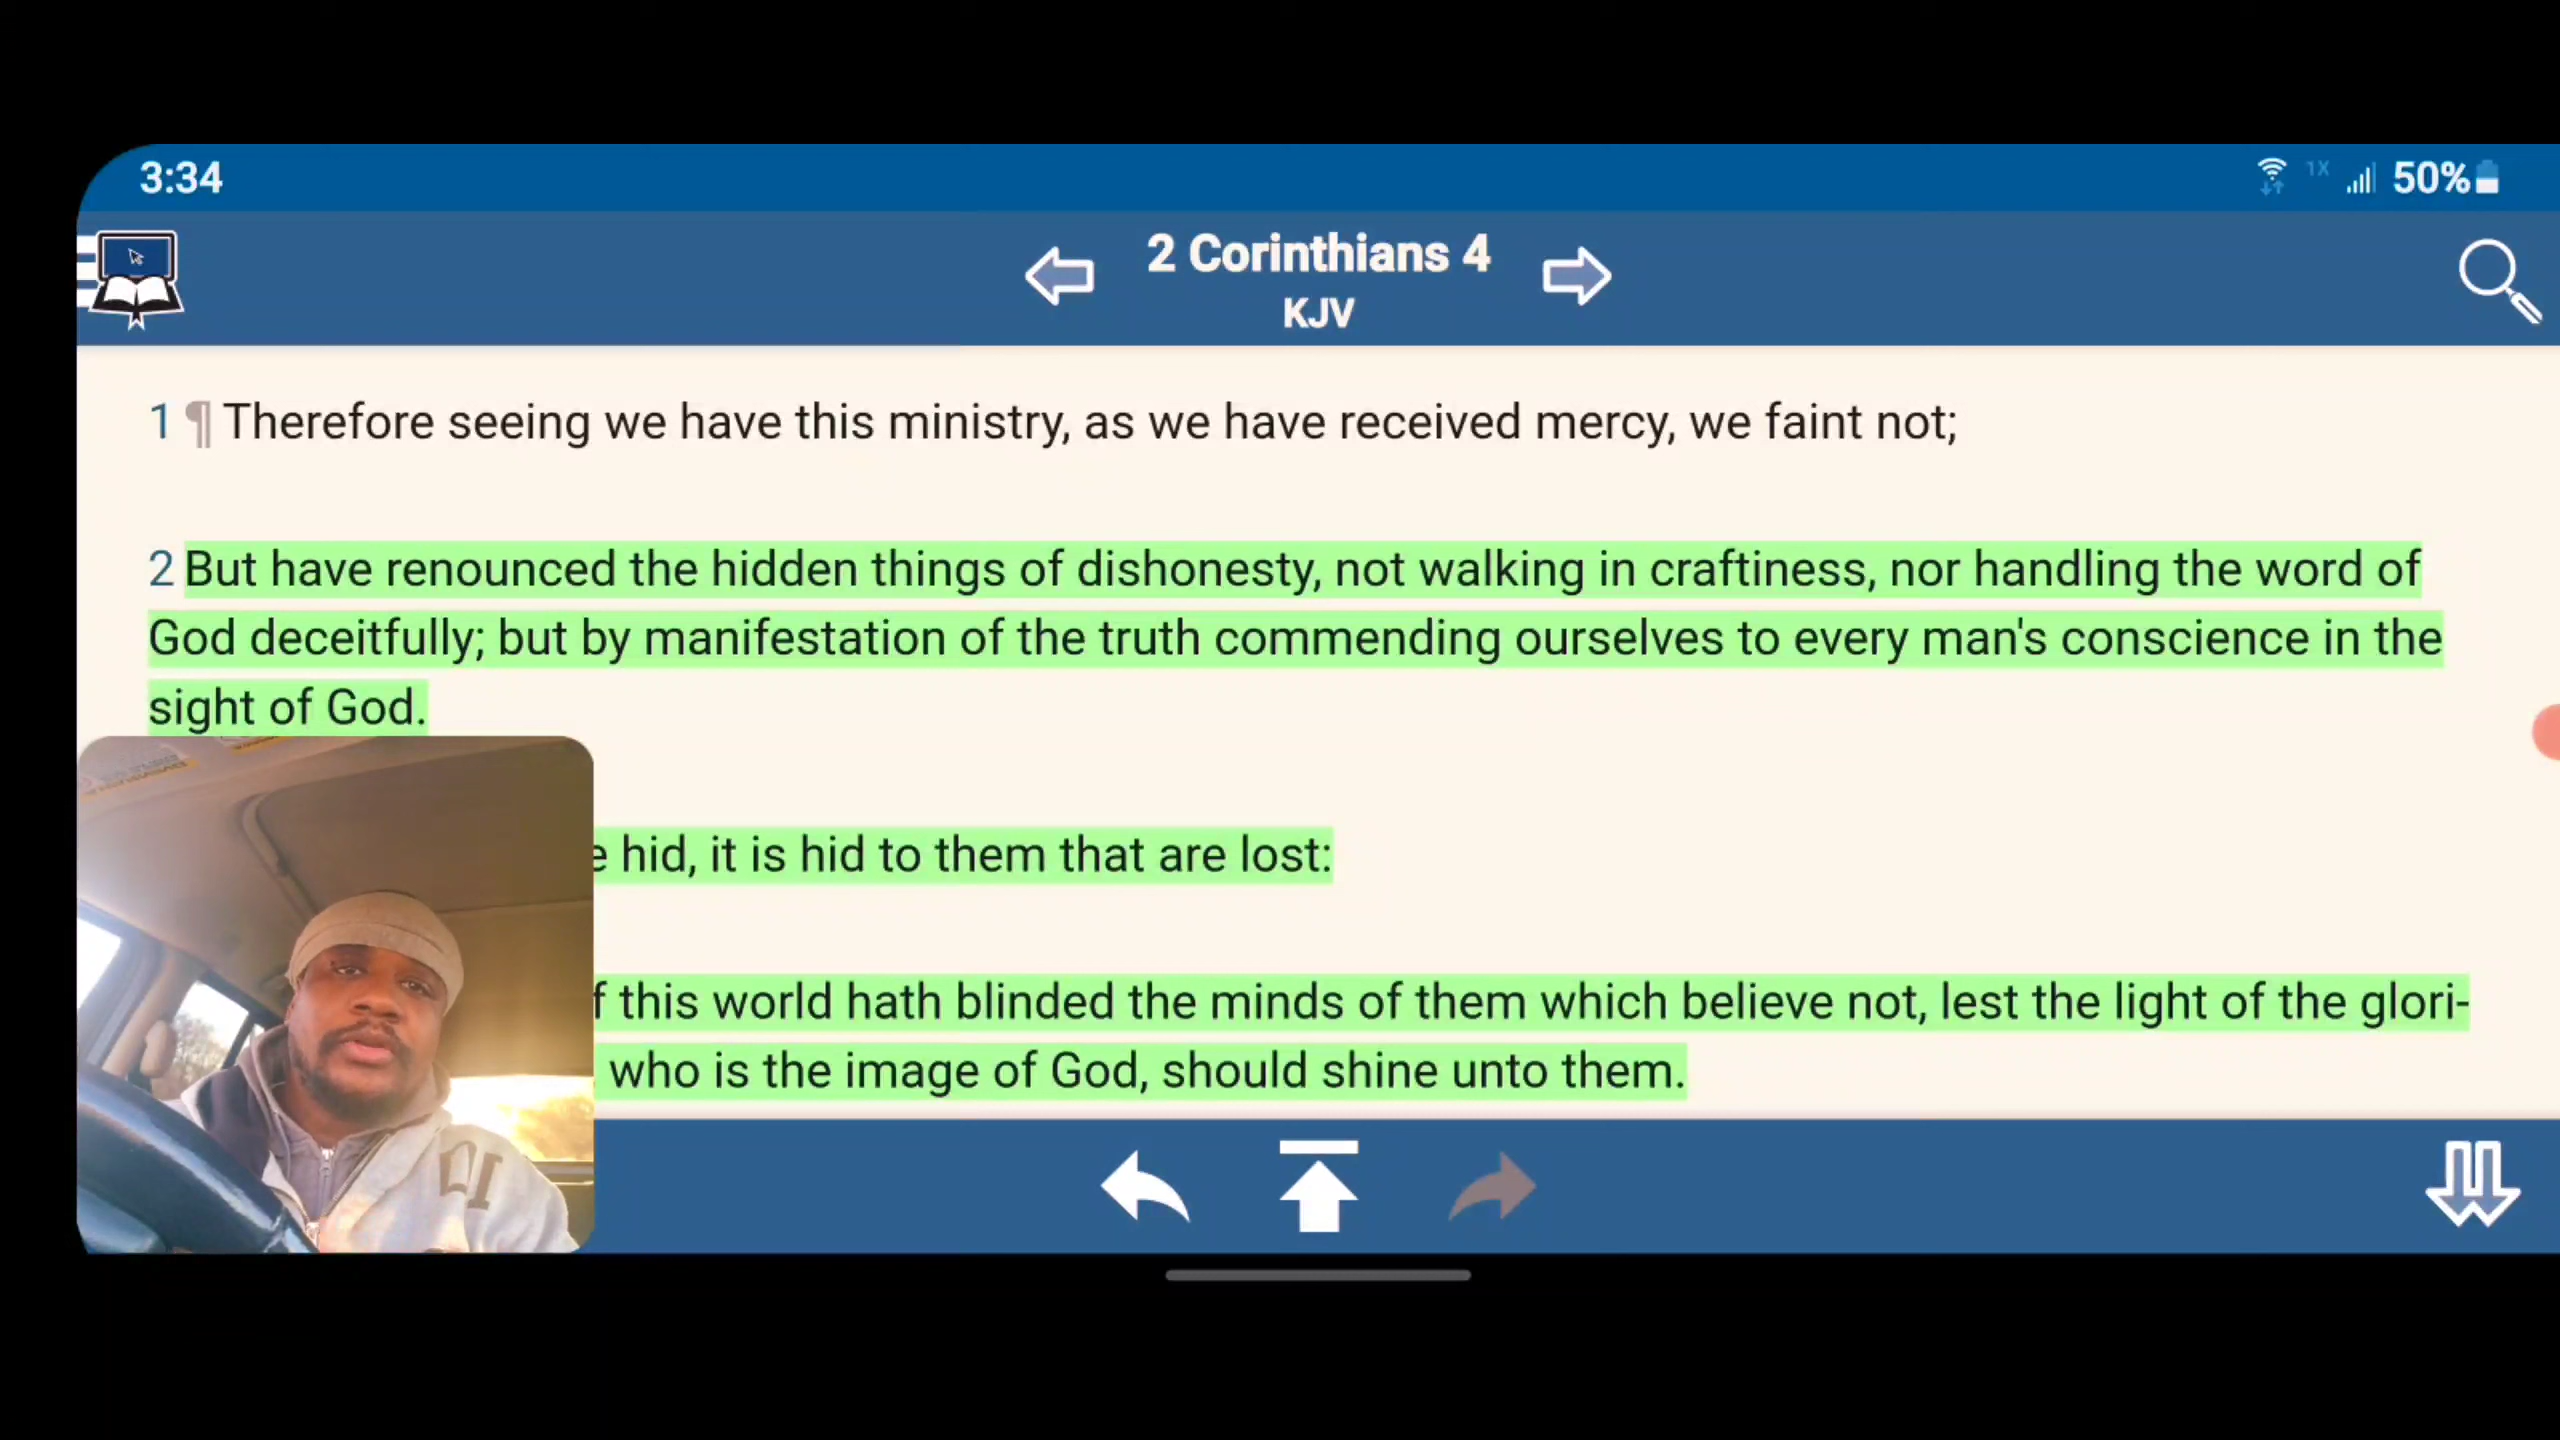 3:34
1X
50%
2 Corinthians 4
KJV
1 ¶ Therefore seeing we have this ministry, as we have received mercy, we faint not;
2 But have renounced the hidden things of dishonesty, not walking in craftiness, nor handling the word of
God deceitfully; but by manifestation of the truth commending ourselves to every man's conscience in the
sight of God.
hid, it is hid to them that are lost:
this world hath blinded the minds of them which believe not, lest the light of the glori-
who is the image of God, should shine unto them.